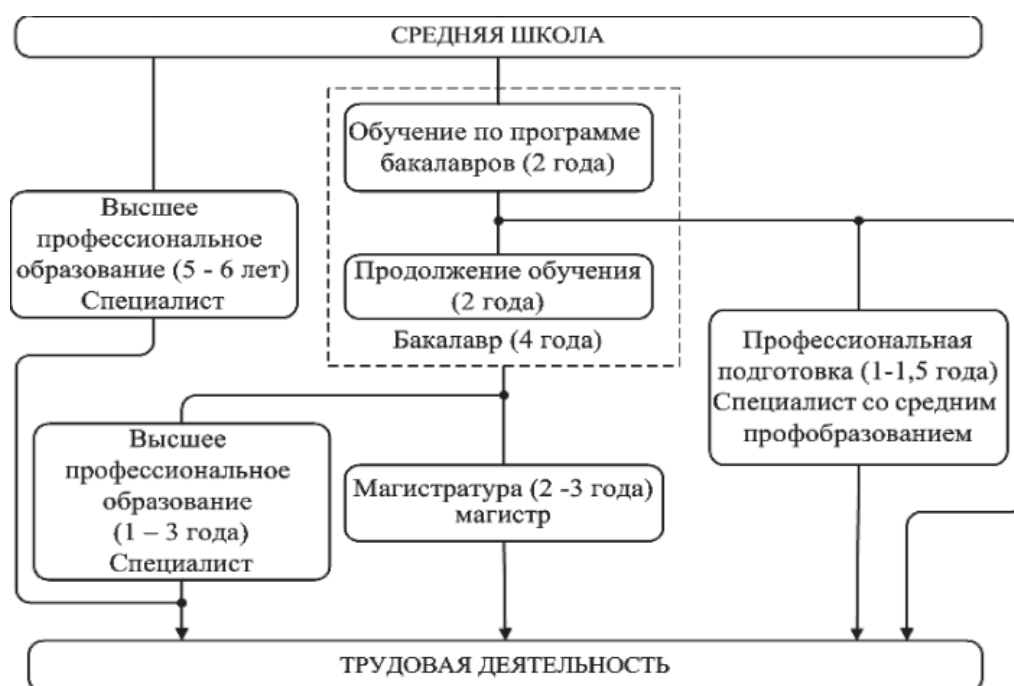 СРЕДНЯЯ ШКОЛА
Обучение по программе
бакалавров (2 года)
Высшее
профессиональное
образование (5 - 6 лет)
Специалист
Продолжение обучения
(2 года)
Бакалавр (4 года)
Профессиональная
подготовка (1-1,5 года)
Специалист со средним
профобразованием
Высшее
профессиональное
образование
(1 – 3 года)
Специалист
Магистратура (2 -3 года)
магистр
ТРУДОВАЯ ДЕЯТЕЛЬНОСТЬ